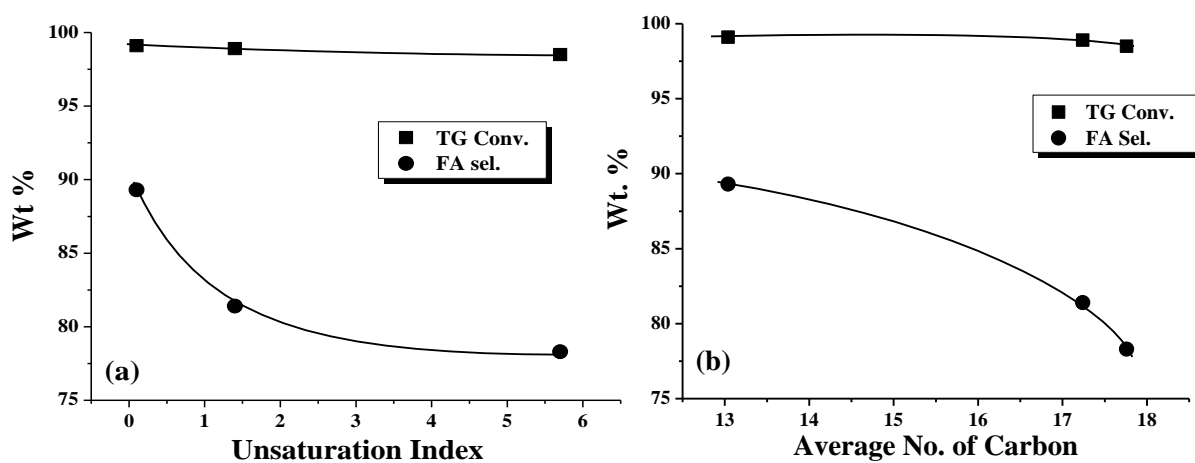 100
95
90
85
80
75
Wt %
TG Conv.
FA sel.
(a)
0 1 2 3 4 5 6
Unsaturation Index
100
95
90
85
80
75
Wt. %
TG Conv.
FA Sel.
(b)
13 14 15 16 17 18
Average No. of Carbon